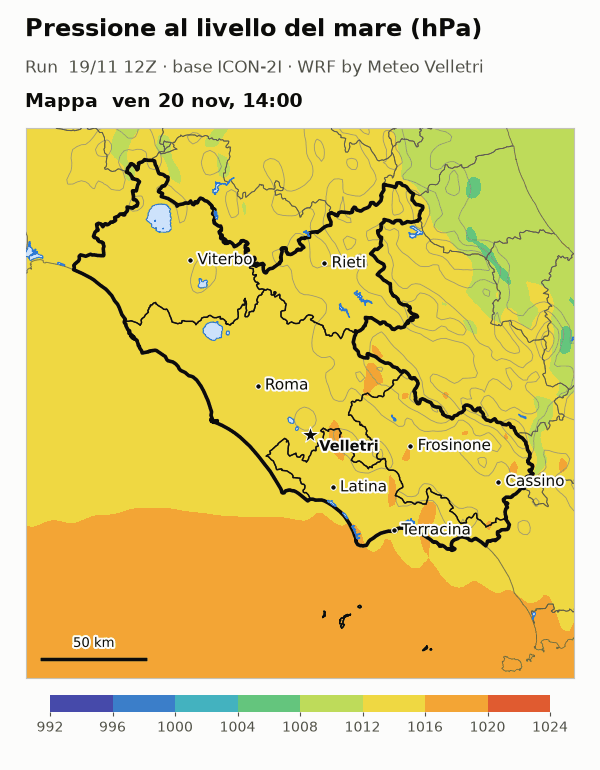 Pressione al livello del mare (hPa)
Run  19/11 12Z · base ICON-2I · WRF by Meteo Velletri
Mappa  ven 20 nov, 14:00
Viterbo
Rieti
Roma
Velletri
Frosinone
Cassino
Latina
Terracina
50 km
992 996 1000 1004 1008 1012 1016 1020 1024